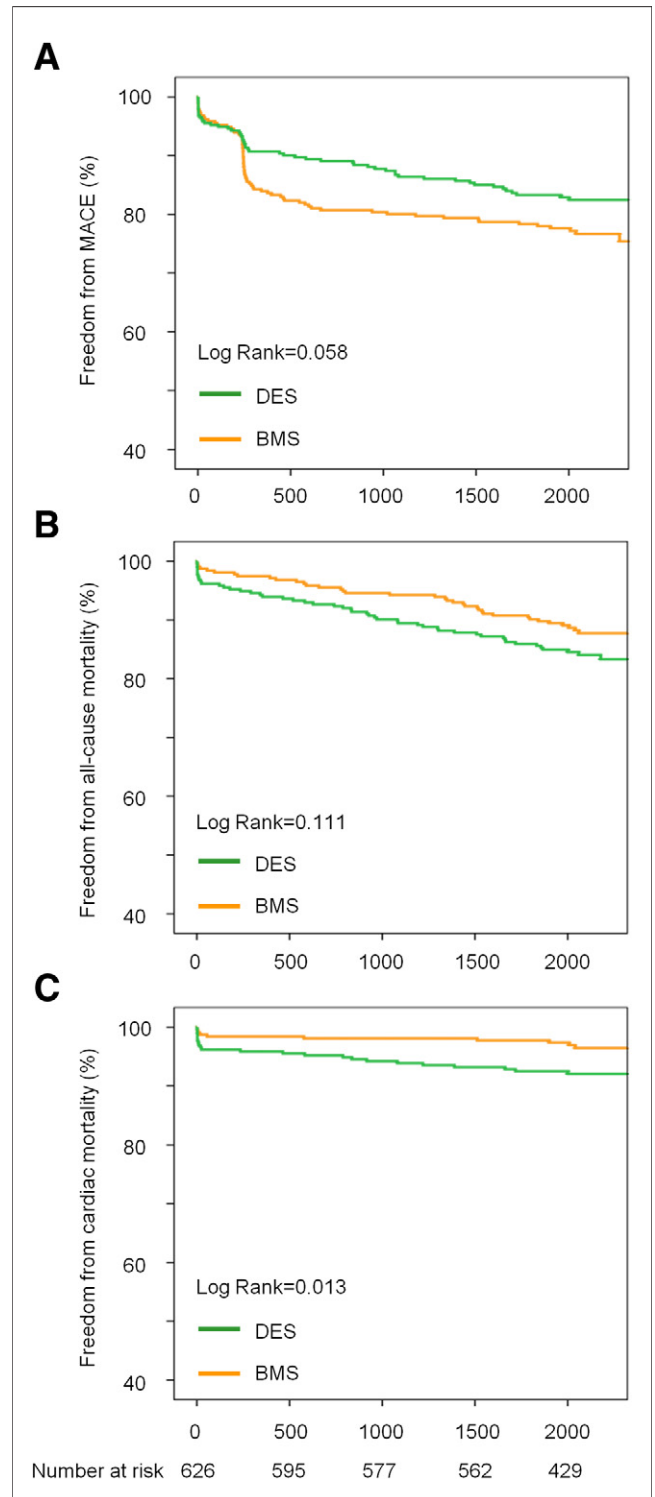 A
Freedom from MACE (%)
100
80
60
40
Log Rank=0.058
DES
BMS
0 500 1000 1500 2000
B
Freedom from all-cause mortality (%)
100
80
60
40
Log Rank=0.111
DES
BMS
0 500 1000 1500 2000
C
Freedom from cardiac mortality (%)
100
80
60
40
Log Rank=0.013
DES
BMS
0 500 1000 1500 2000
Number at risk 626 595 577 562 429